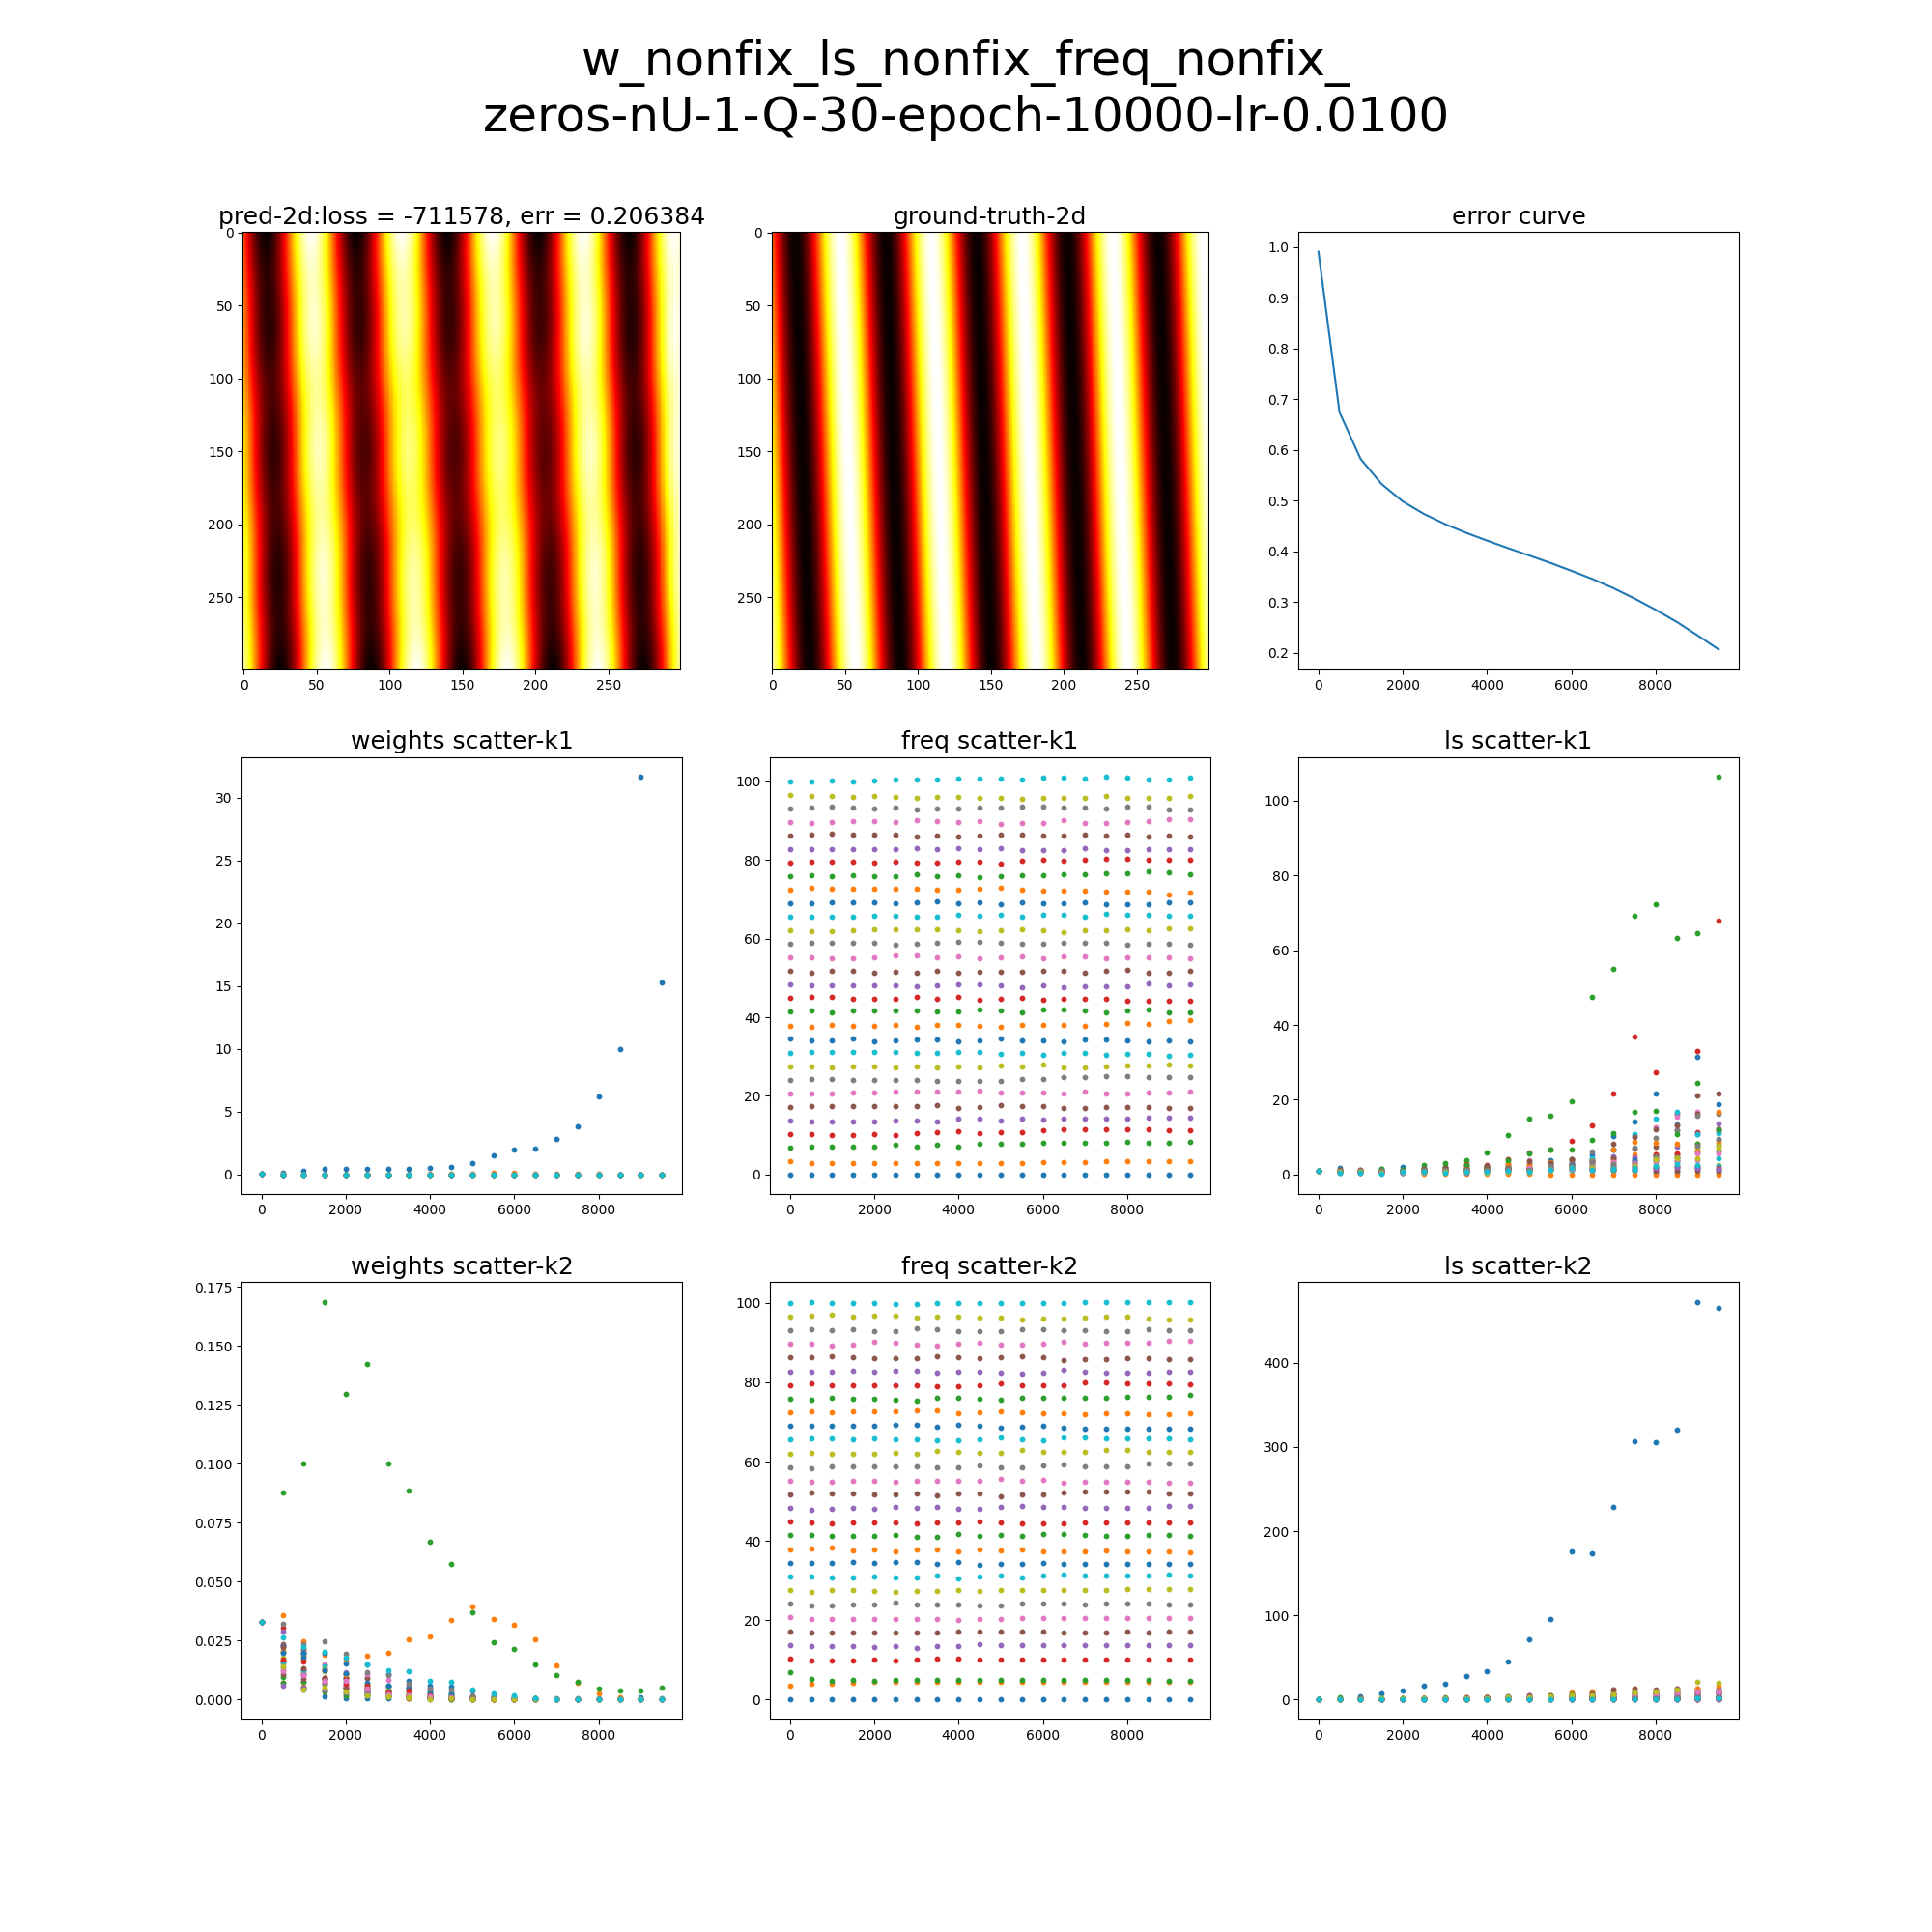 w_nonfix_ls_nonfix_freq_nonfix_
zeros-nU-1-Q-30-epoch-10000-lr-0.0100
pred-2d:loss = -711578, err = 0.206384
0
50
100
150
200
250
0 50 100 150 200 250
ground-truth-2d
0
50
100
150
200
250
0 50 100 150 200 250
error curve
1.0
0.9
0.8
0.7
0.6
0.5
0.4
0.3
0.2
0 2000 4000 6000 8000
weights scatter-k1
30
25
20
15
10
5
0
0 2000 4000 6000 8000
freq scatter-k1
100
80
60
40
20
0
0 2000 4000 6000 8000
ls scatter-k1
100
80
60
40
20
0
0 2000 4000 6000 8000
weights scatter-k2
0.175
0.150
0.125
0.100
0.075
0.050
0.025
0.000
0 2000 4000 6000 8000
freq scatter-k2
100
80
60
40
20
0
0 2000 4000 6000 8000
ls scatter-k2
400
300
200
100
0
0 2000 4000 6000 8000